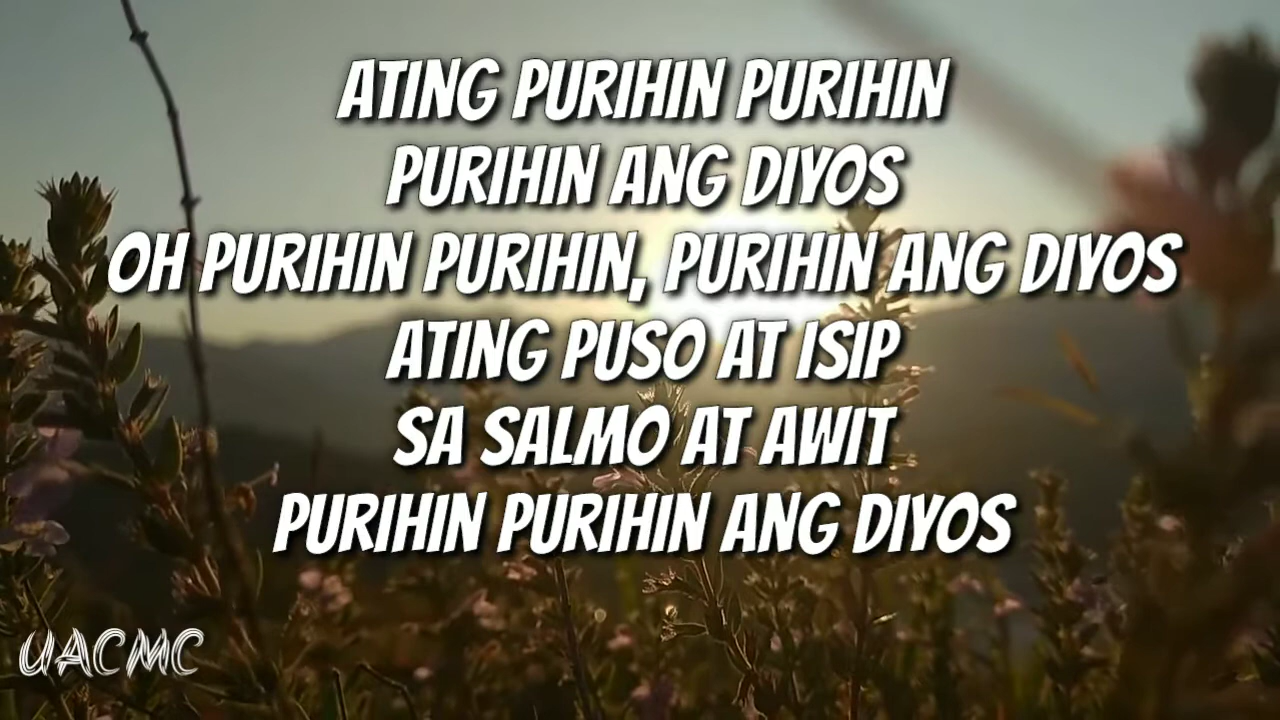 ATING PURIHIN PURIHIN
PURIHIN ANG DIYOS
OH PURIHIN PURIHIN, PURIHIN ANG DIYOS
ATING PUSO AT ISIP
SA SALMO AT AWIT
PURIHIN PURIHIN ANG DIYOS
UACMC